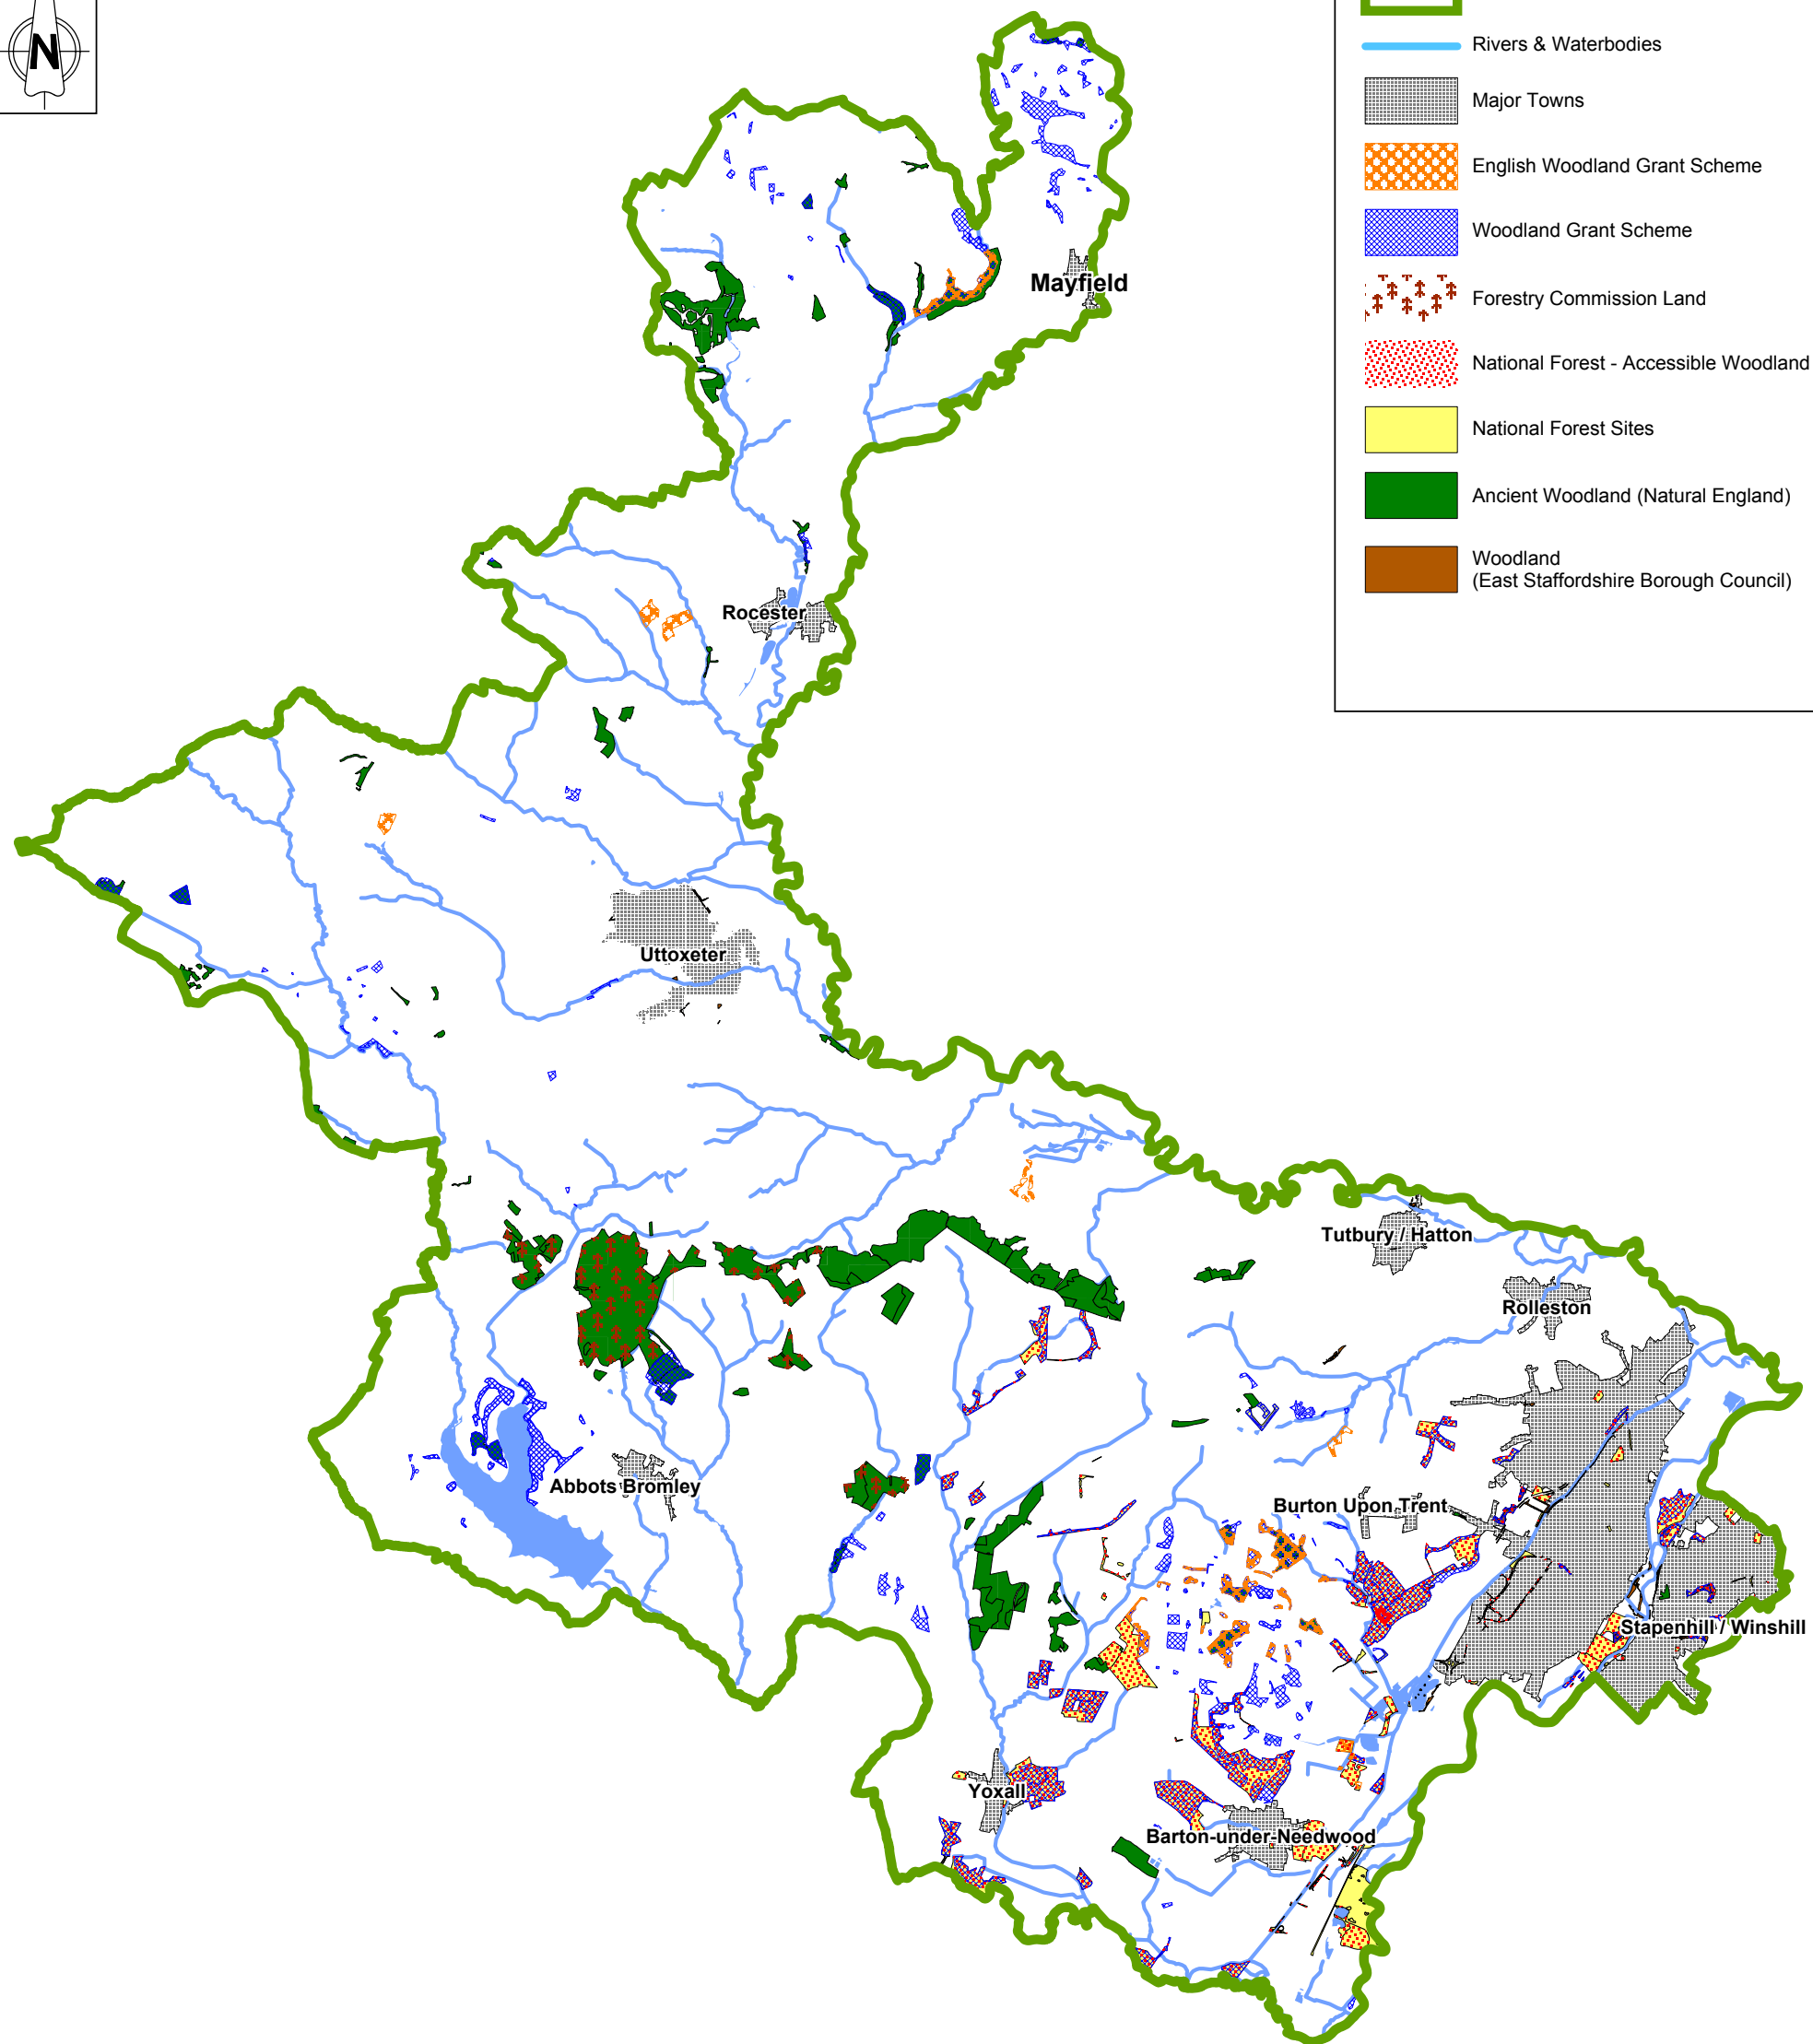 N
Rivers & Waterbodies
Major Towns
English Woodland Grant Scheme
Woodland Grant Scheme
Forestry Commission Land
National Forest - Accessible Woodland
National Forest Sites
Ancient Woodland (Natural England)
Woodland
(East Staffordshire Borough Council)
Mayfield
Rocester
Uttoxeter
Tutbury / Hatton
Rolleston
Abbots Bromley
Burton Upon Trent
Stapenhill / Winshill
Yoxall
Barton-under-Needwood